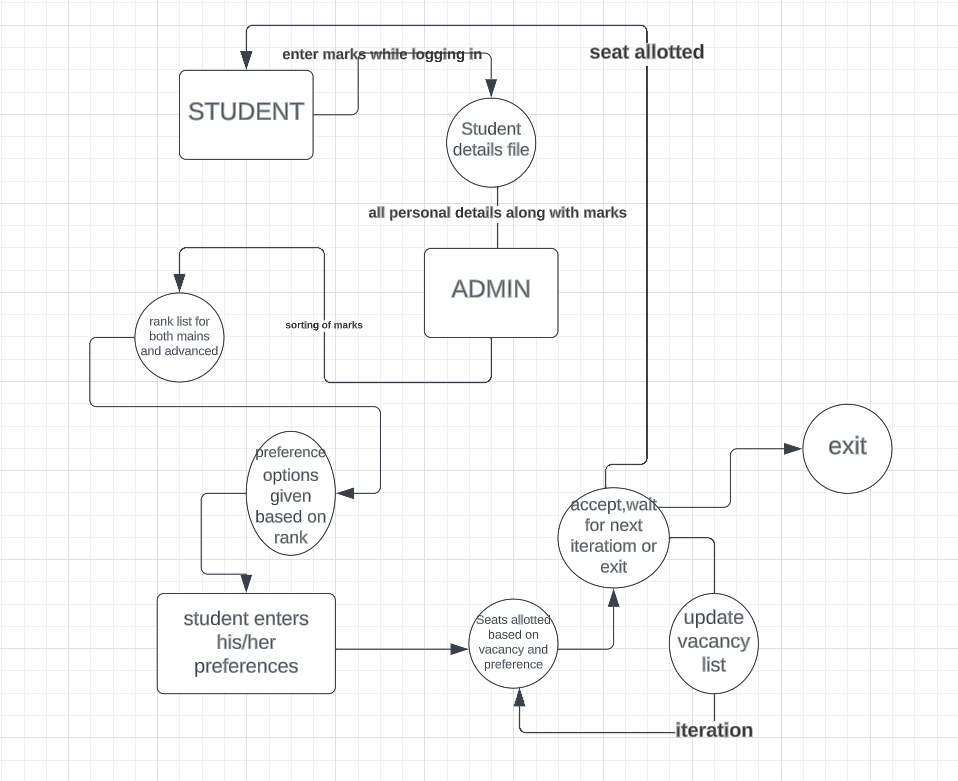 seat allotted
enter marks while logging in
STUDENT
Student
details file
all personal details along with marks
ADMIN
rank list for
both mains
and advanced
sorting of marks
preference
options
given
based on
rank
exit
accept,wait
for next
iteratiom or
exit
student enters
his/her
preferences
Seats allotted
based on
vacancy and
preference
update
vacancy
list
iteration